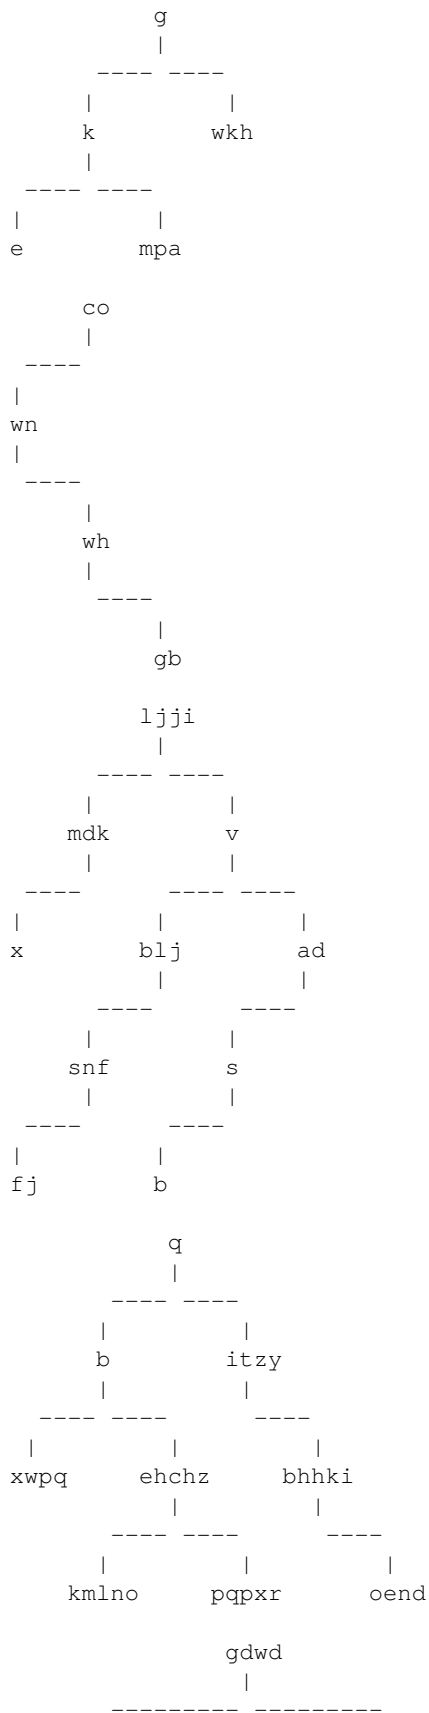 g
|
---- ----
| |
k wkh
|
---- ----
| |
e mpa
co
|
----
|
wn
|
----
|
wh
|
----
|
gb
ljji
|
---- ----
| |
mdk v
| |
---- ---- ----
| | |
x blj ad
| |
---- ----
| |
snf s
| |
---- ----
| |
fj b
q
|
---- ----
| |
b itzy
| |
---- ---- ----
| | |
xwpq ehchz bhhki
| |
---- ---- ----
| | |
kmlno pqpxr oend
gdwd
|
--------- ---------